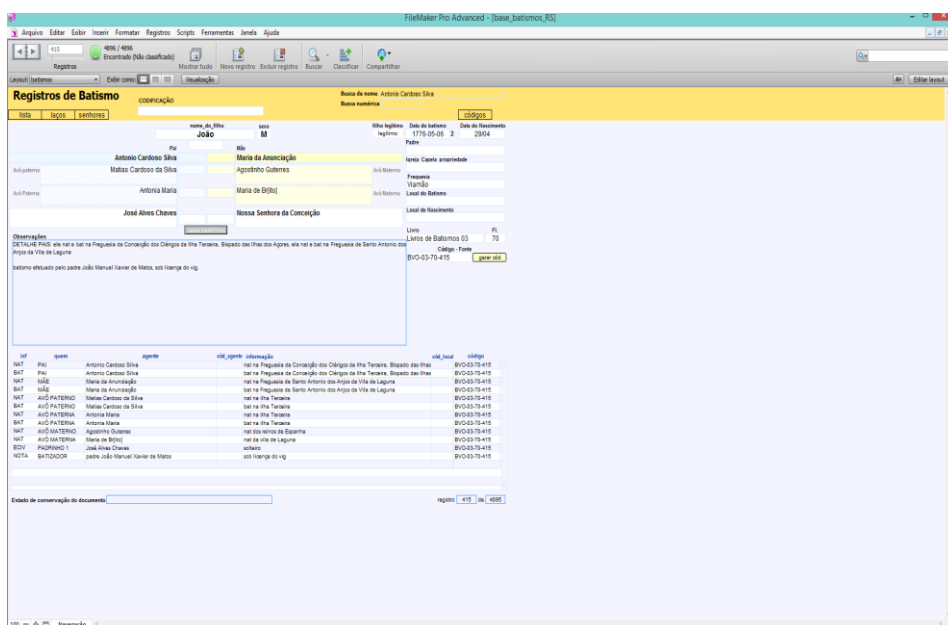 FileMaker Pro Advanced - [base_batismos_RS]
Arquivo Editar Exibir Inserir Formatar Registros Scripts Ferramentas Janela Ajuda
415
4896 / 4896
Encontrado (Não classificado)
Registros
Mostrar tudo Novo registro Excluir registro Buscar Classificar Compartilhar
Layout: batismos Exibir como: Visualização Editar layout
Registros de Batismo
CODIFICAÇÃO
Busca de nome Antonio Cardoso Silva
Busca numérica
lista laços senhores códigos
nome_do_filho sexo filho legítimo Data do batismo Data do Nascimento
João M legítimo 1776-05-06 2 29/04
Pai Mãe Padre
Antonio Cardoso Silva Maria da Anunciação Igreja Capela propriedade
Avô paterno Matias Cardoso da Silva Agostinho Guterres Avô Materno Freguesia
Viamão
Avó Paterna Antonia Maria Maria de Br[ito] Avó Materna Local do Batismo
José Alves Chaves Nossa Senhora da Conceição Local de Nascimento
Livro Fl.
Livros de Batismos 03 70
Observações Código - Fonte
BVO-03-70-415 gerar cód
DETALHE PAIS: ele nat e bat na Freguesia da Conceição dos Clérigos da Ilha Terceira, Bispado das Ilhas dos Açores, ela nat e bat na Freguesia de Santo Antonio dos
Anjos da Vila de Laguna
batismo efetuado pelo padre João Manuel Xavier de Matos, sob licença do vig.
inf quem agente cód_agente informação cód_local código
NAT PAI Antonio Cardoso Silva nat na Freguesia da Conceição dos Clérigos da Ilha Terceira, Bispado das Ilhas BVO-03-70-415
BAT PAI Antonio Cardoso Silva bat na Freguesia da Conceição dos Clérigos da Ilha Terceira, Bispado das Ilhas BVO-03-70-415
NAT MÃE Maria da Anunciação nat na Freguesia de Santo Antonio dos Anjos da Vila de Laguna BVO-03-70-415
BAT MÃE Maria da Anunciação bat na Freguesia de Santo Antonio dos Anjos da Vila de Laguna BVO-03-70-415
NAT AVÔ PATERNO Matias Cardoso da Silva nat na Ilha Terceira BVO-03-70-415
BAT AVÔ PATERNO Matias Cardoso da Silva bat na Ilha Terceira BVO-03-70-415
NAT AVÓ PATERNA Antonia Maria nat na Ilha Terceira BVO-03-70-415
BAT AVÓ PATERNA Antonia Maria bat na Ilha Terceira BVO-03-70-415
NAT AVÔ MATERNO Agostinho Guterres nat dos reinos de Espanha BVO-03-70-415
NAT AVÓ MATERNA Maria de Br[ito] nat da vila de Laguna BVO-03-70-415
ECIV PADRINHO 1 José Alves Chaves solteiro BVO-03-70-415
NOTA BATIZADOR padre João Manuel Xavier de Matos sob licença do vig BVO-03-70-415
Estado de conservação do documento registro 415 de 4896
100 Navegação